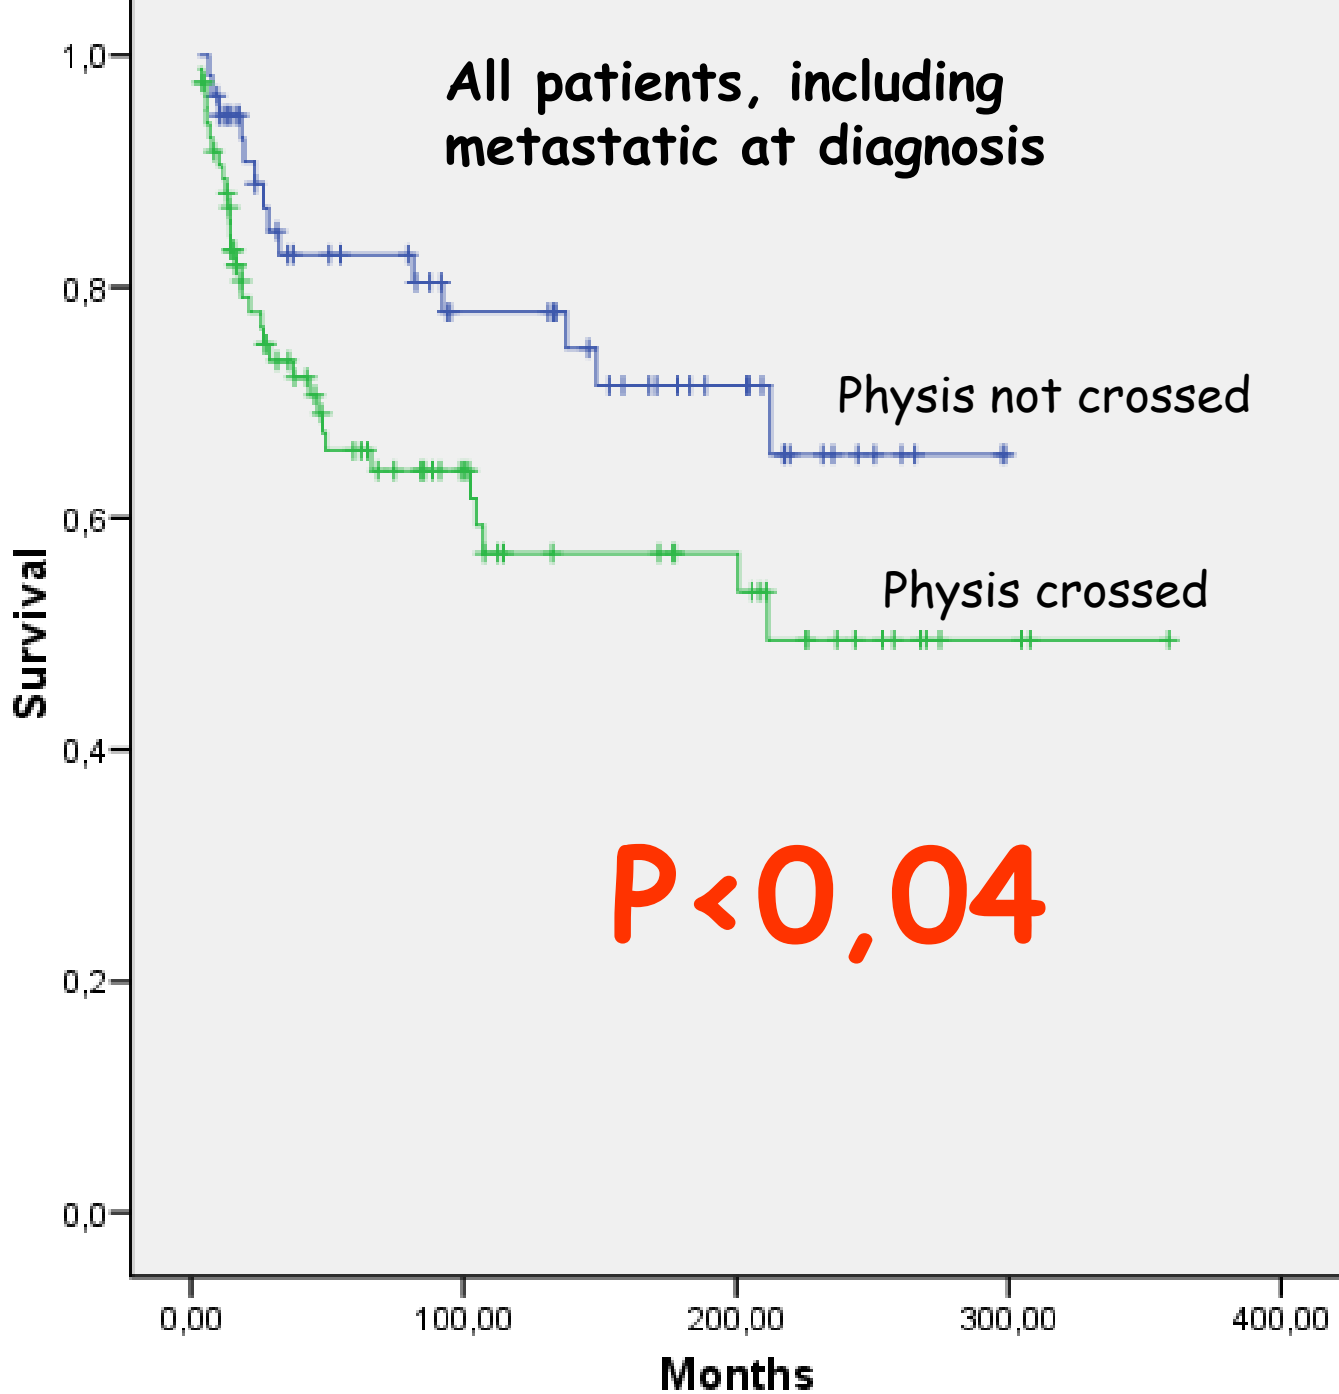 All patients, including
metastatic at diagnosis
1,0
0,8
0,6
0,4
0,2
0,0
Survival
Physis not crossed
Physis crossed
P<0,04
0,00 100,00 200,00 300,00 400,00
Months